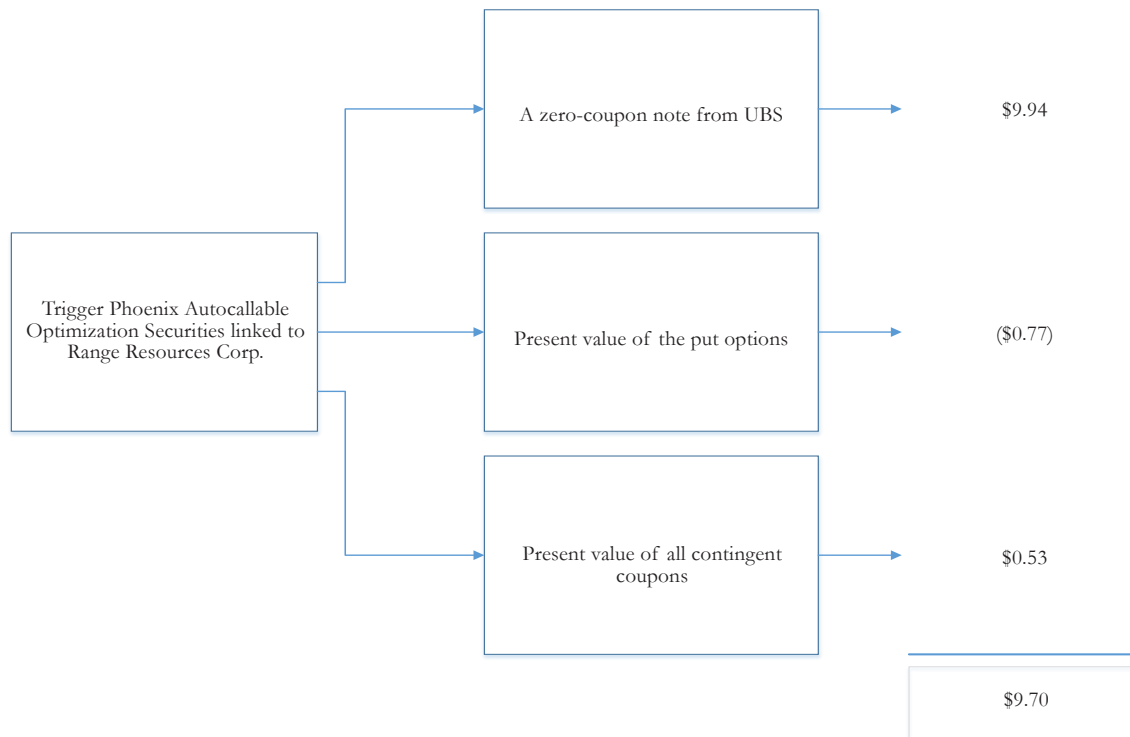 A zero-coupon note from UBS
$9.94
Trigger Phoenix Autocallable
Optimization Securities linked to
Range Resources Corp.
Present value of the put options
($0.77)
Present value of all contingent
coupons
$0.53
$9.70